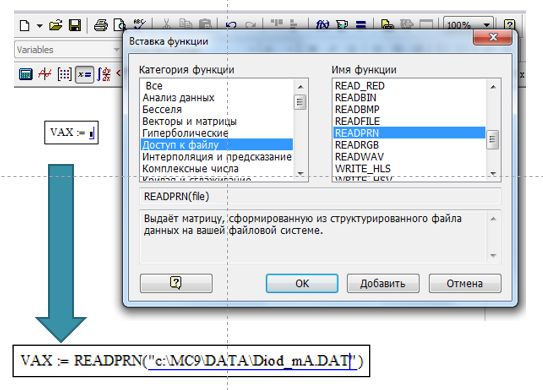 100%
Variables
VAX :=
Вставка функции
Категория функции
Имя функции
Все
Анализ данных
Бесселя
Векторы и матрицы
Гиперболические
Доступ к файлу
Интерполяция и предсказание
Комплексные числа
Кривая и сглаживание
READ_RED
READBIN
READBMP
READFILE
READPRN
READRGB
READWAV
WRITE_HLS
WRITE_HSV
READPRN(file)
Выдаёт матрицу, сформированную из структурированного файла
данных на вашей файловой системе.
OK
Добавить
Отмена
VAX := READPRN("c:\MC9\DATA\Diod_mA.DAT")